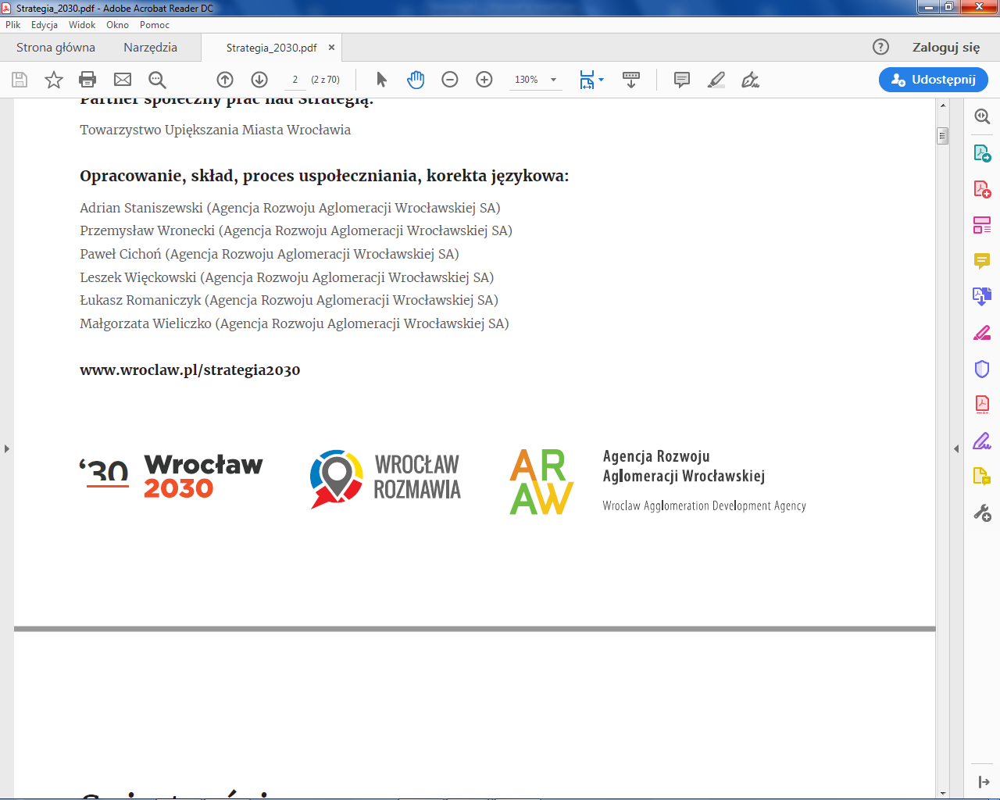 Strategia_2030.pdf - Adobe Acrobat Reader DC
Plik Edycja Widok Okno Pomoc
Strona główna Narzędzia Strategia_2030.pdf × Zaloguj się
2 (2 z 70) 130% Udostępnij
Partner społeczny prac nad Strategią:
Towarzystwo Upiększania Miasta Wrocławia
Opracowanie, skład, proces uspołeczniania, korekta językowa:
Adrian Staniszewski (Agencja Rozwoju Aglomeracji Wrocławskiej SA)
Przemysław Wronecki (Agencja Rozwoju Aglomeracji Wrocławskiej SA)
Paweł Cichoń (Agencja Rozwoju Aglomeracji Wrocławskiej SA)
Leszek Więckowski (Agencja Rozwoju Aglomeracji Wrocławskiej SA)
Łukasz Romaniczyk (Agencja Rozwoju Aglomeracji Wrocławskiej SA)
Małgorzata Wieliczko (Agencja Rozwoju Aglomeracji Wrocławskiej SA)
www.wroclaw.pl/strategia2030
‘30 Wrocław
2030
WROCŁAW
ROZMAWIA
AR
AW
Agencja Rozwoju
Aglomeracji Wrocławskiej
Wroclaw Agglomeration Development Agency